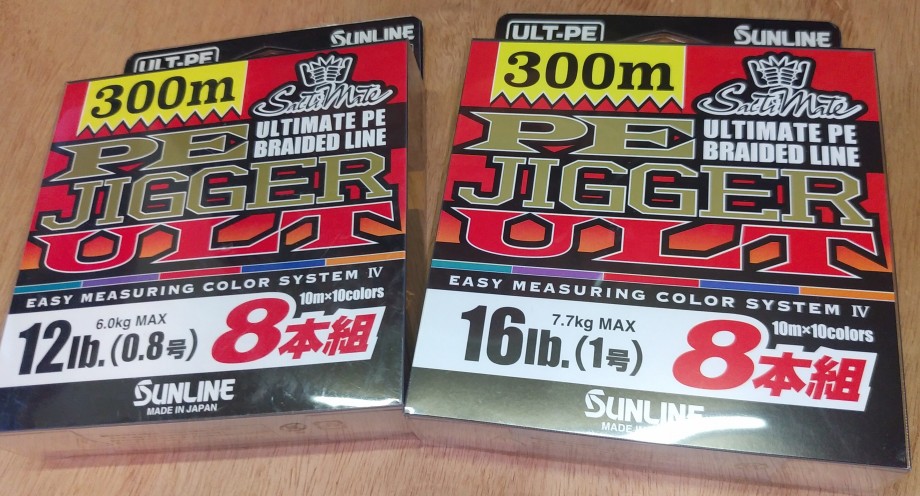 ULT-PE
SUNLINE
300m
SaltiMate
ULTIMATE PE
BRAIDED LINE
PE
JIGGER
ULT
EASY MEASURING COLOR SYSTEM IV
10m×10colors
6.0kg MAX
12lb.(0.8号)
8本組
SUNLINE
MADE IN JAPAN
ULT-PE
SUNLINE
300m
SaltiMate
ULTIMATE PE
BRAIDED LINE
PE
JIGGER
ULT
EASY MEASURING COLOR SYSTEM IV
10m×10colors
7.7kg MAX
16lb.(1号)
8本組
SUNLINE
MADE